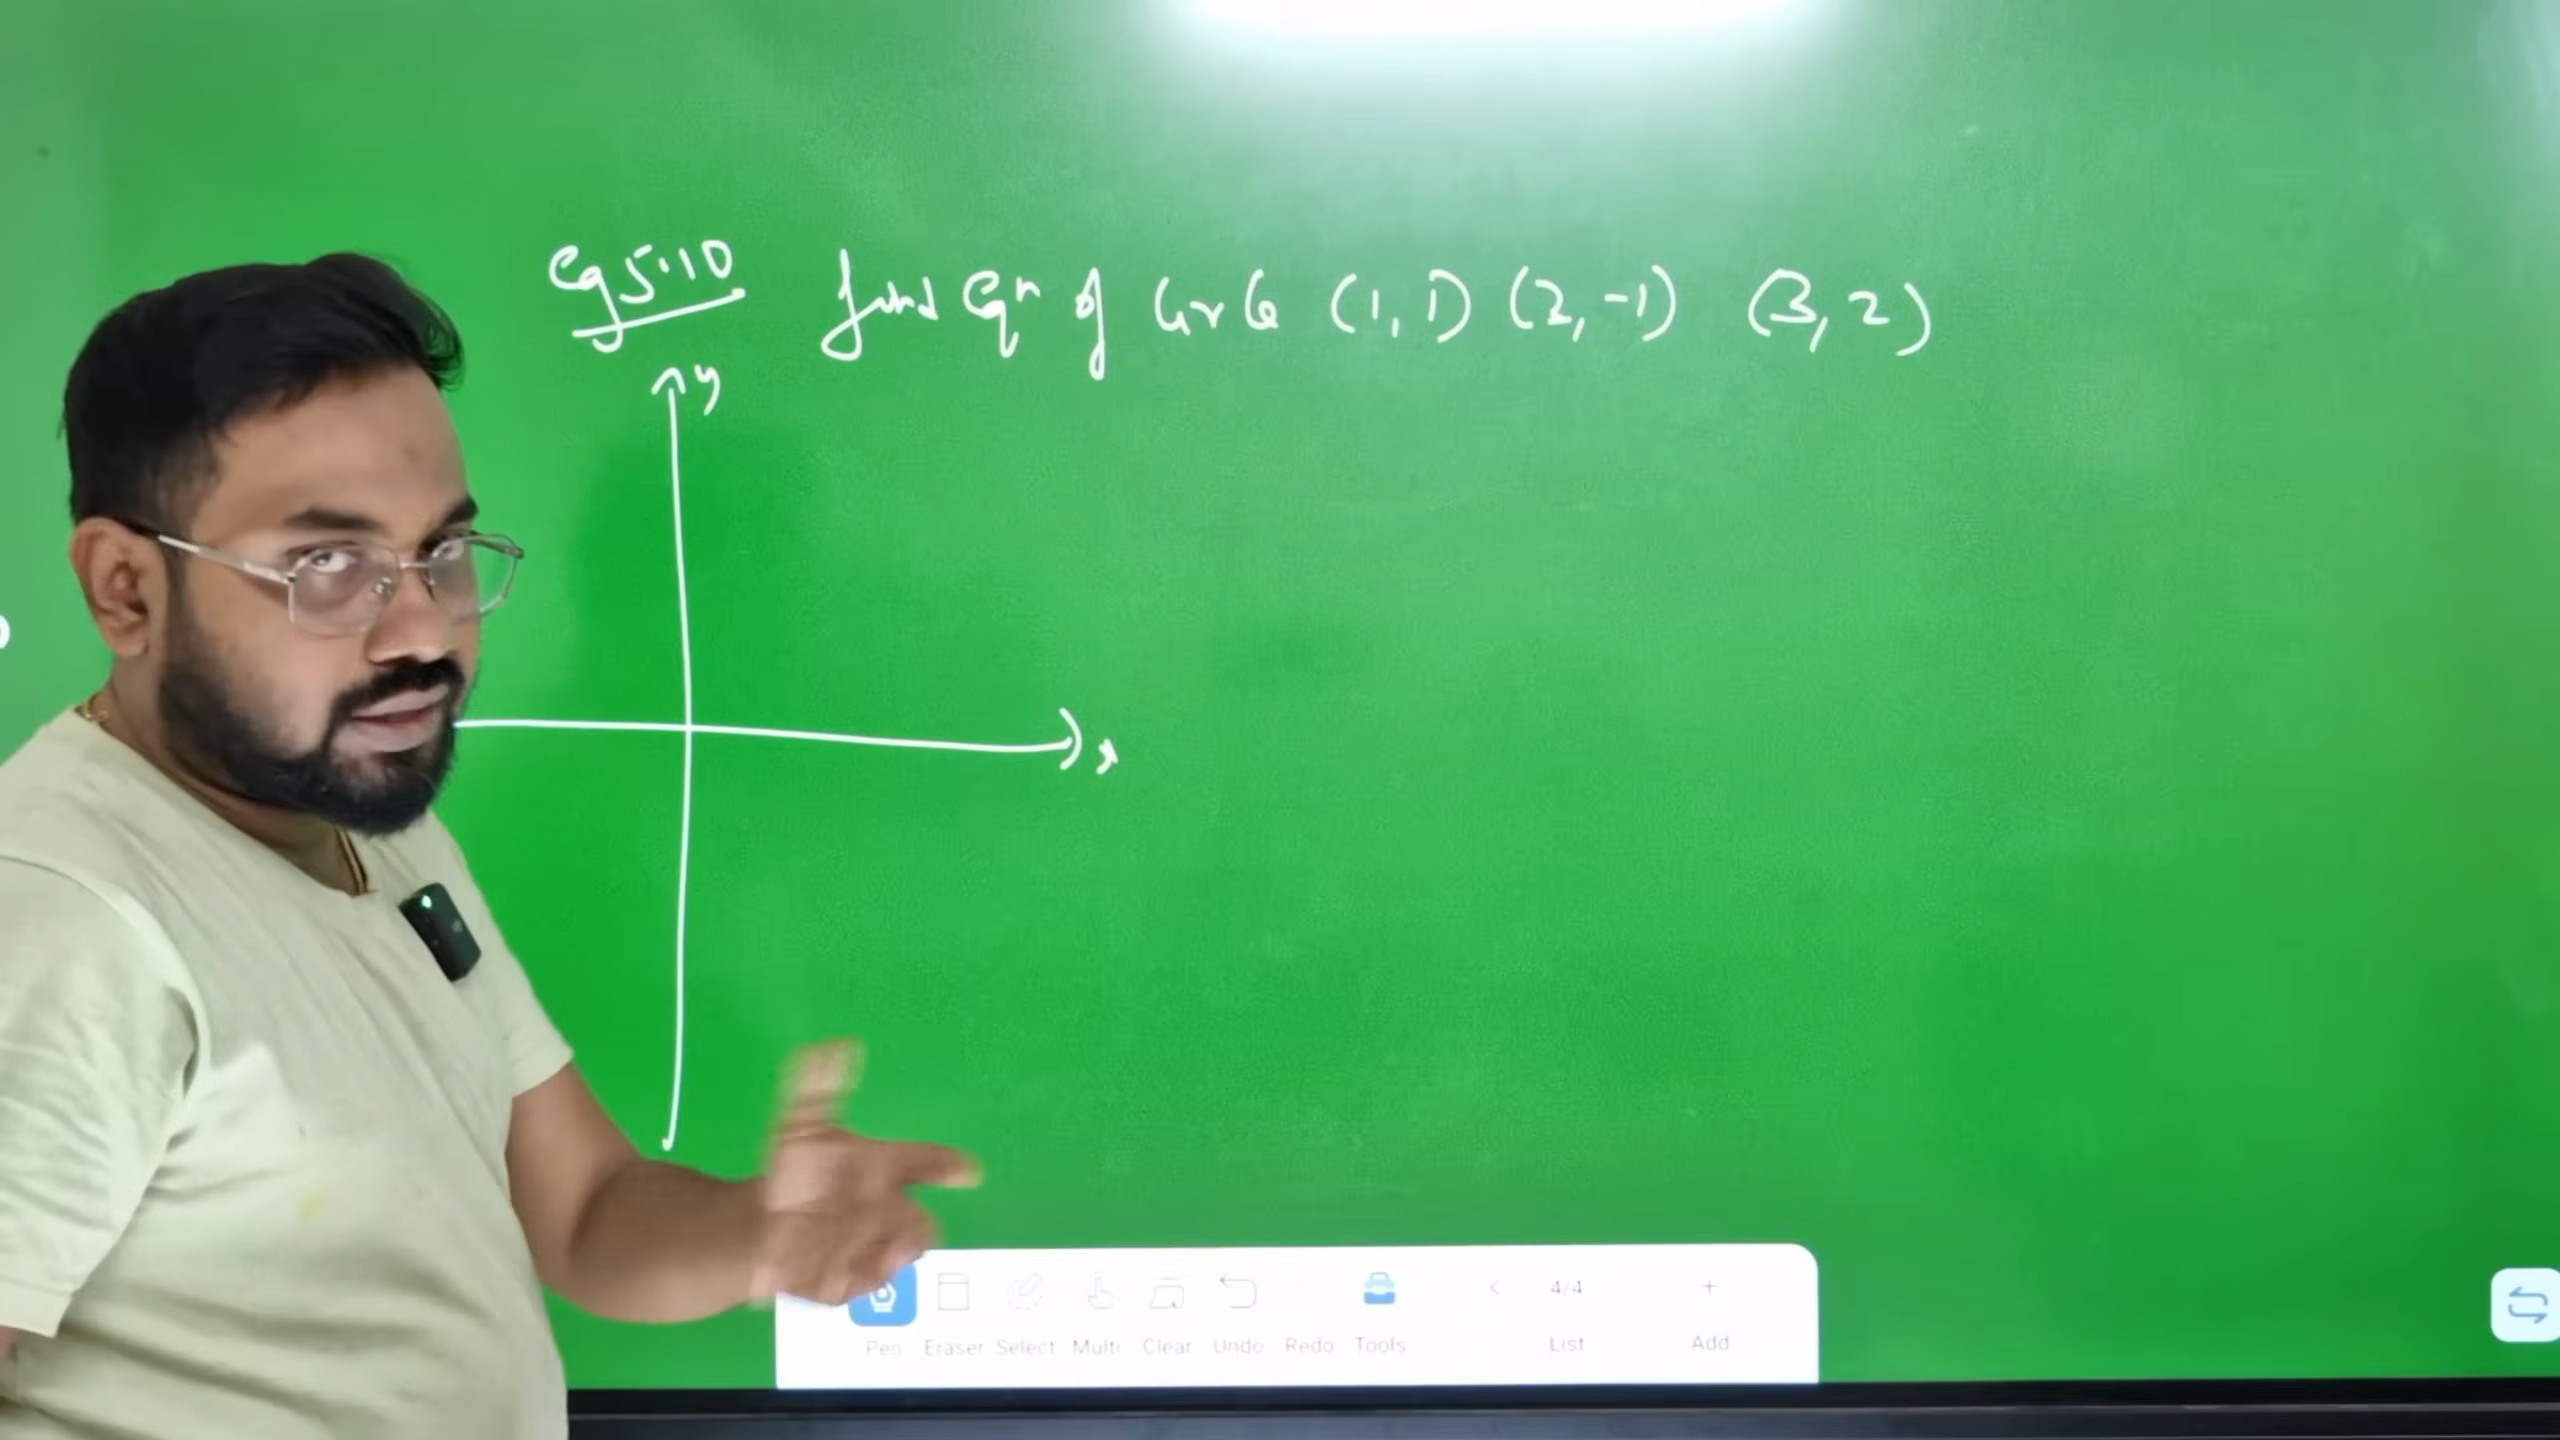 Eg 5.10 find Eqn of Circle (1,1) (2,-1) (3,2)
y
x
4/4
Pen Eraser Select Multi Clear Undo Redo Tools List Add